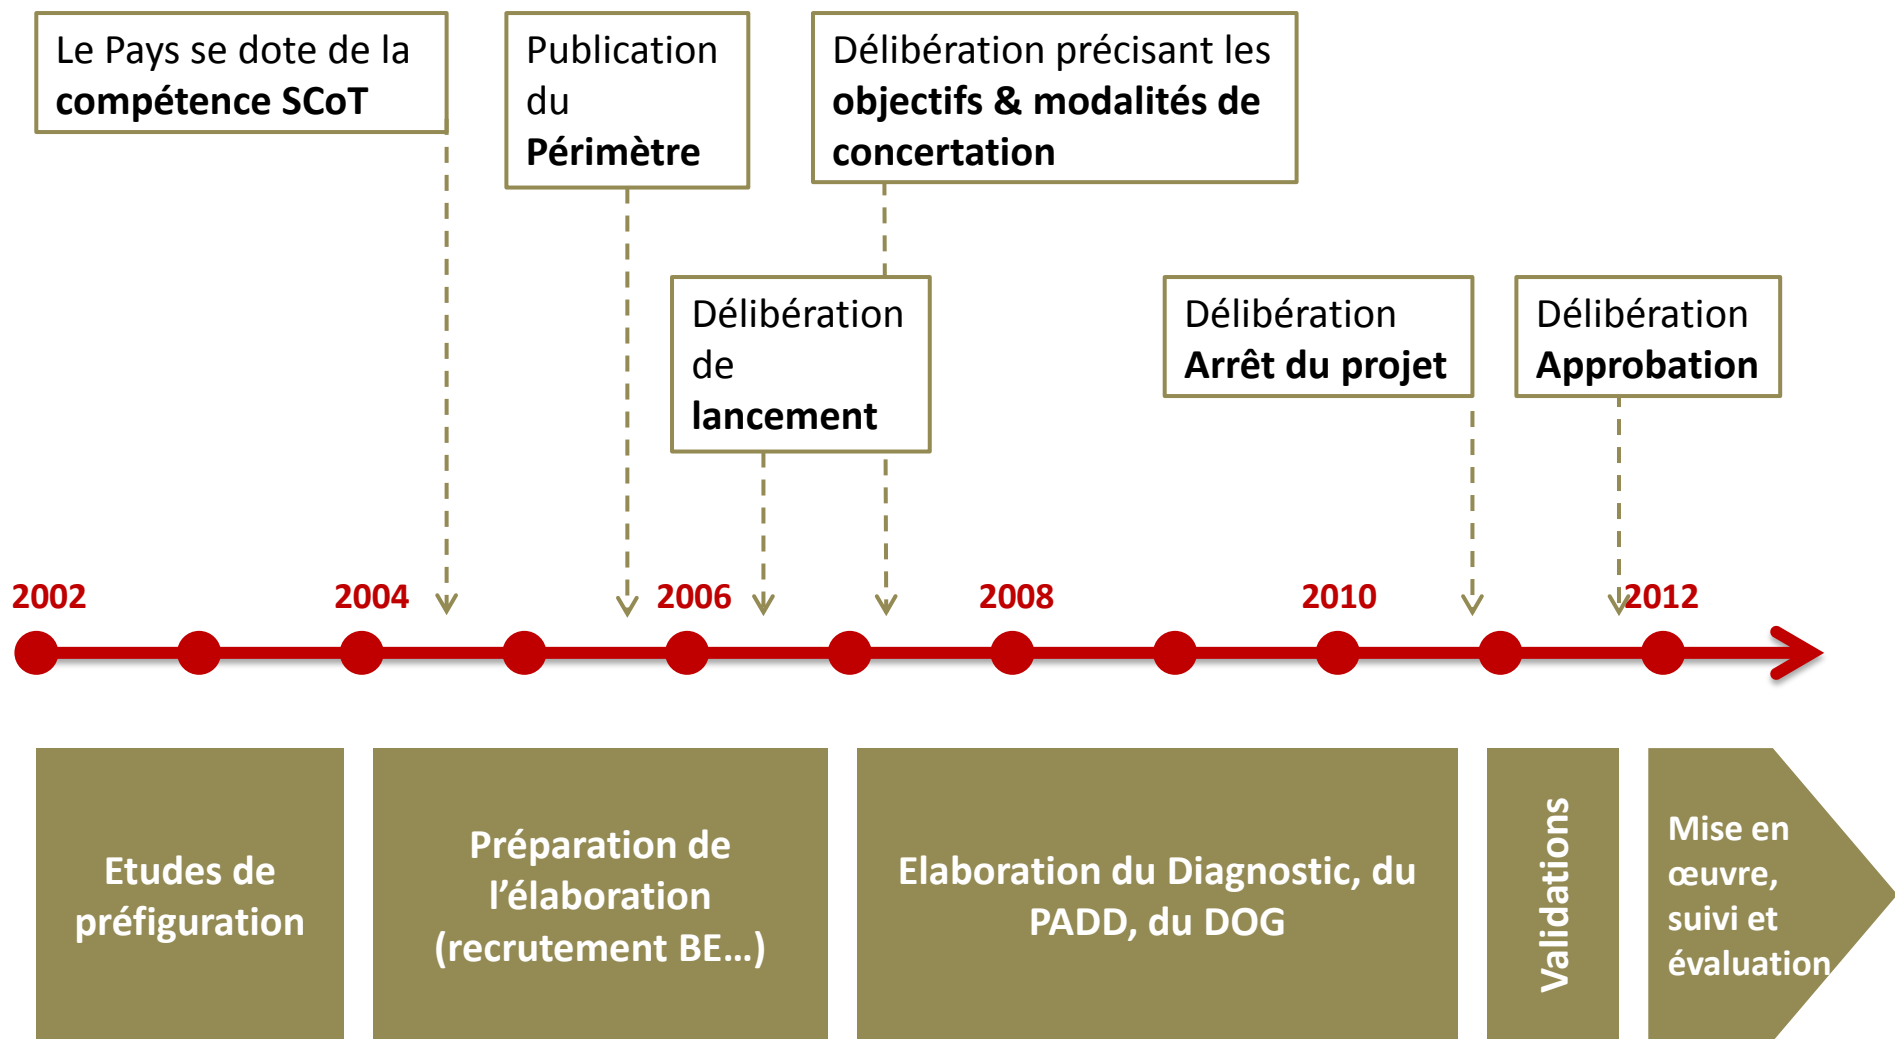 Le Pays se dote de la
compétence SCoT
Publication
du
Périmètre
Délibération précisant les
objectifs & modalités de
concertation
Délibération
de
lancement
Délibération
Arrêt du projet
Délibération
Approbation
2002
2004
2006
2008
2010
2012
Etudes de
préfiguration
Préparation de
l’élaboration
(recrutement BE…)
Elaboration du Diagnostic, du
PADD, du DOG
Validations
Mise en
œuvre,
suivi et
évaluation